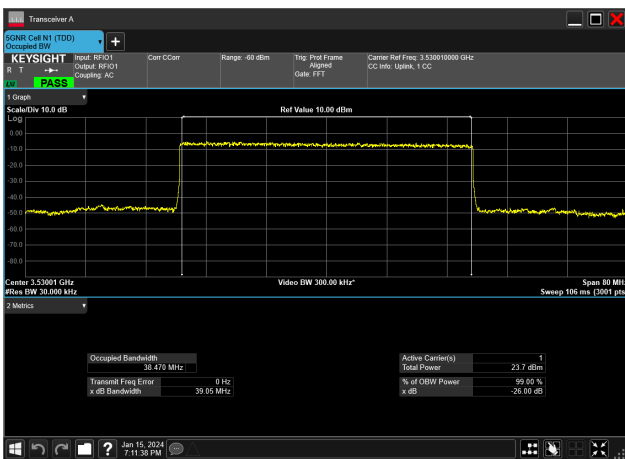 Transceiver A
5GNR Cell N1 (TDD)
Occupied BW
KEYSIGHT
R T
PASS
Input: RFIO1
Output: RFIO1
Coupling: AC
Corr CCorr
Range: -60 dBm
Trig: Prot Frame
Aligned
Gate: FFT
Carrier Ref Freq: 3.530010000 GHz
CC Info: Uplink, 1 CC
1 Graph
Scale/Div 10.0 dB
Ref Value 10.00 dBm
Log
0.00
-10.0
-20.0
-30.0
-40.0
-50.0
-60.0
-70.0
-80.0
Center 3.53001 GHz
Video BW 300.00 kHz*
Span 80 MHz
#Res BW 30.000 kHz
Sweep 106 ms (3001 pts
2 Metrics
Occupied Bandwidth
38.470 MHz
Transmit Freq Error 0 Hz
x dB Bandwidth 39.05 MHz
Active Carrier(s) 1
Total Power 23.7 dBm
% of OBW Power 99.00 %
x dB -26.00 dB
Jan 15, 2024
7:11:38 PM